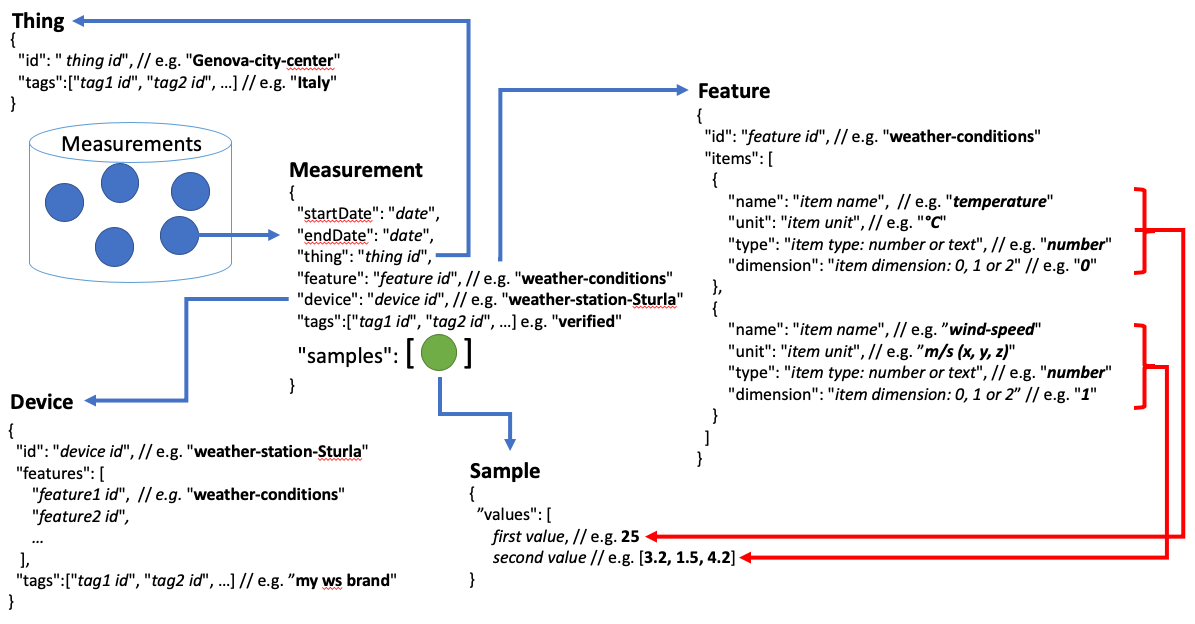 Thing
{
"id": " thing id", // e.g. "Genova-city-center"
"tags":["tag1 id", "tag2 id", …] // e.g. "Italy"
}
Measurements
Measurement
{
"startDate": "date",
"endDate": "date",
"thing": "thing id",
"feature": "feature id", // e.g. "weather-conditions"
"device": "device id", // e.g. "weather-station-Sturla"
"tags":["tag1 id", "tag2 id", …] e.g. "verified"
"samples": [ ]
}
Device
{
"id": "device id", // e.g. "weather-station-Sturla"
"features": [
"feature1 id", // e.g. "weather-conditions"
"feature2 id",
…
],
"tags":["tag1 id", "tag2 id", …] // e.g. ”my ws brand"
}
Sample
{
”values": [
first value, // e.g. 25
second value // e.g. [3.2, 1.5, 4.2]
}
Feature
{
"id": "feature id", // e.g. "weather-conditions"
"items": [
{
"name": "item name", // e.g. "temperature"
"unit": "item unit", // e.g. "°C"
"type": "item type: number or text", // e.g. "number"
"dimension": "item dimension: 0, 1 or 2" // e.g. "0"
},
{
"name": "item name", // e.g. ”wind-speed"
"unit": "item unit", // e.g. ”m/s (x, y, z)"
"type": "item type: number or text", // e.g. "number"
"dimension": "item dimension: 0, 1 or 2” // e.g. "1"
}
]
}